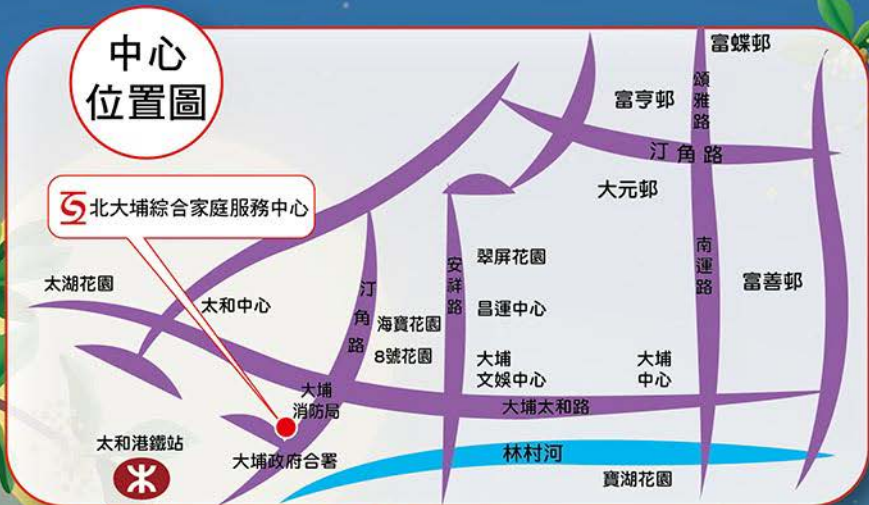 中心
位置圖
富蝶邨
頌雅路
富亨邨
汀角路
大元邨
北大埔綜合家庭服務中心
太湖花園
太和中心
汀角路
安祥路
翠屏花園
南運路
富善邨
海寶花園
8號花園
昌運中心
大埔
文娛中心
大埔
中心
大埔
消防局
大埔太和路
太和港鐵站
大埔政府合署
林村河
寶湖花園